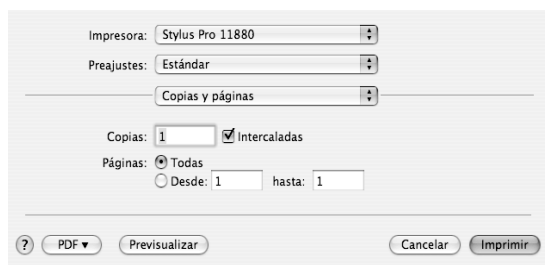 Impresora: Stylus Pro 11880
Preajustes: Estándar
Copias y páginas
Copias: 1 Intercaladas
Páginas: Todas
Desde: 1 hasta: 1
? PDF ▼ Previsualizar Cancelar Imprimir